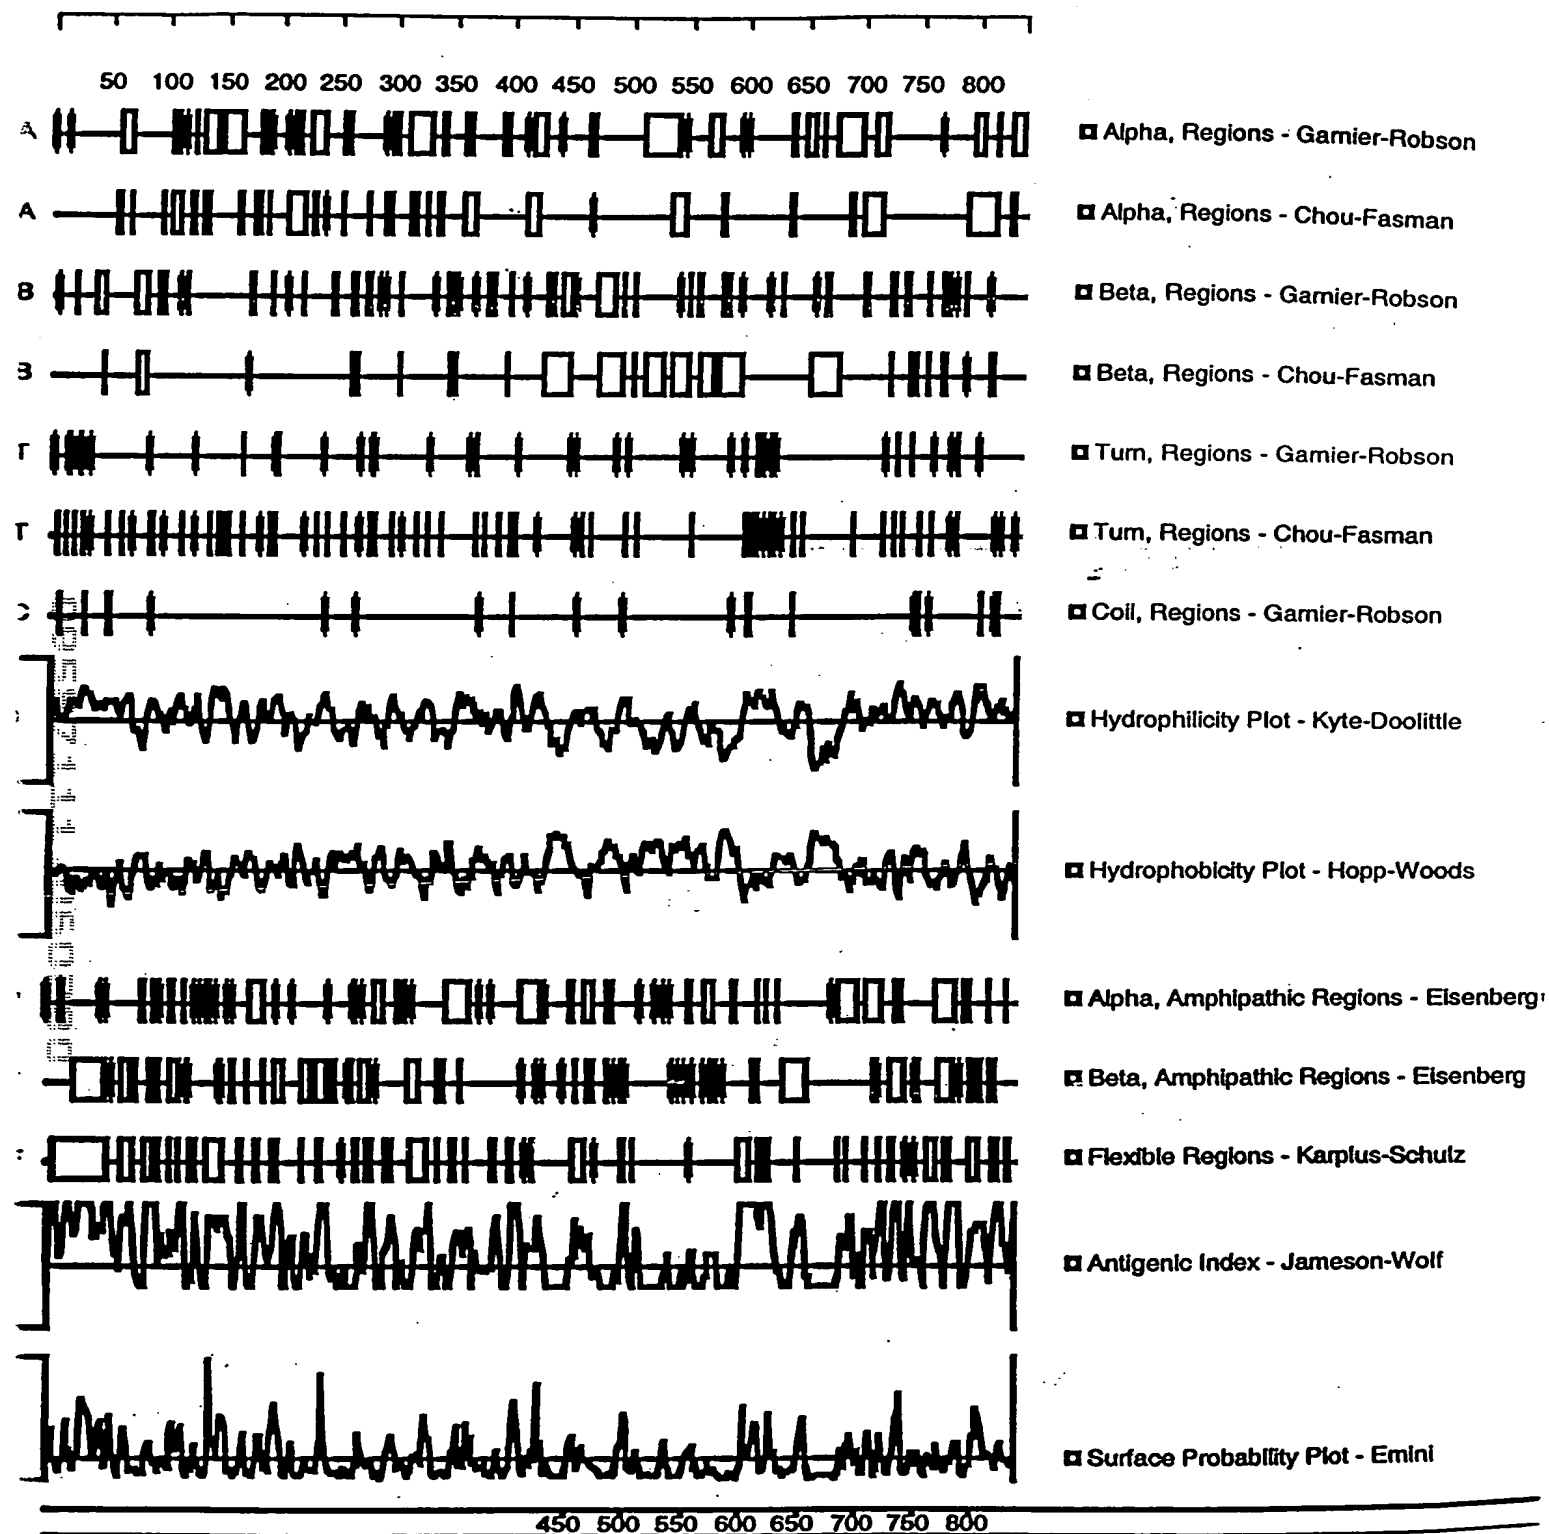 50 100 150 200 250 300 350 400 450 500 550 600 650 700 750 800
A Alpha, Regions - Garnier-Robson
A Alpha, Regions - Chou-Fasman
B Beta, Regions - Garnier-Robson
B Beta, Regions - Chou-Fasman
T Turn, Regions - Garnier-Robson
T Turn, Regions - Chou-Fasman
Coil, Regions - Garnier-Robson
Hydrophilicity Plot - Kyte-Doolittle
Hydrophobicity Plot - Hopp-Woods
Alpha, Amphipathic Regions - Eisenberg
Beta, Amphipathic Regions - Eisenberg
Flexible Regions - Karplus-Schulz
Antigenic Index - Jameson-Wolf
Surface Probability Plot - Emini
450 500 550 600 650 700 750 800